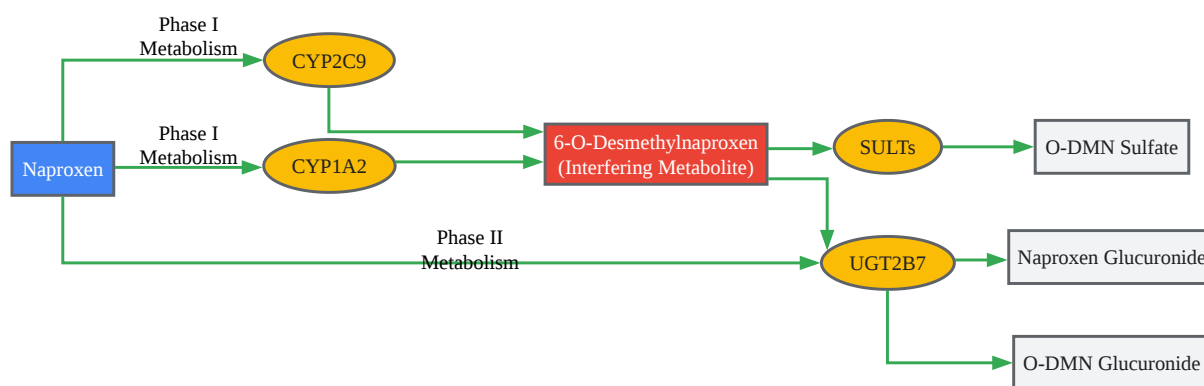 Phase I
Metabolism
CYP2C9
Phase I
Metabolism
Naproxen
CYP1A2
6-O-Desmethylnaproxen
(Interfering Metabolite)
SULTs
O-DMN Sulfate
Phase II
Metabolism
UGT2B7
Naproxen Glucuronide
O-DMN Glucuronide